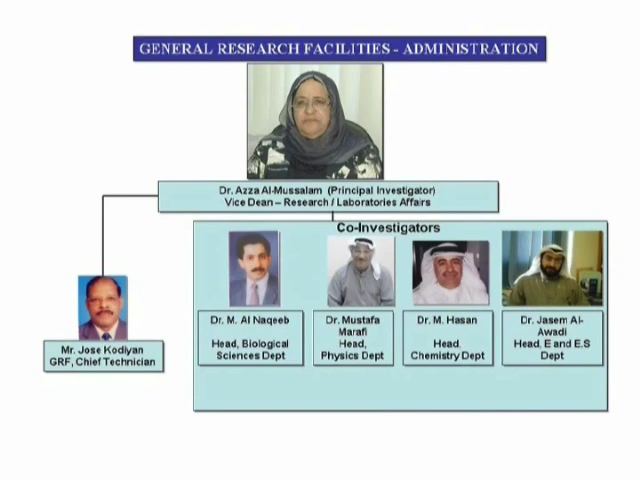 GENERAL RESEARCH FACILITIES - ADMINISTRATION
Dr. Azza Al-Mussalam (Principal Investigator)
Vice Dean – Research / Laboratories Affairs
Co-Investigators
Dr. M. Al Naqeeb
Head, Biological
Sciences Dept
Dr. Mustafa
Marafi
Head,
Physics Dept
Dr. M. Hasan
Head,
Chemistry Dept
Dr. Jasem Al-
Awadi
Head, E and E.S
Dept
Mr. Jose Kodiyan
GRF, Chief Technician